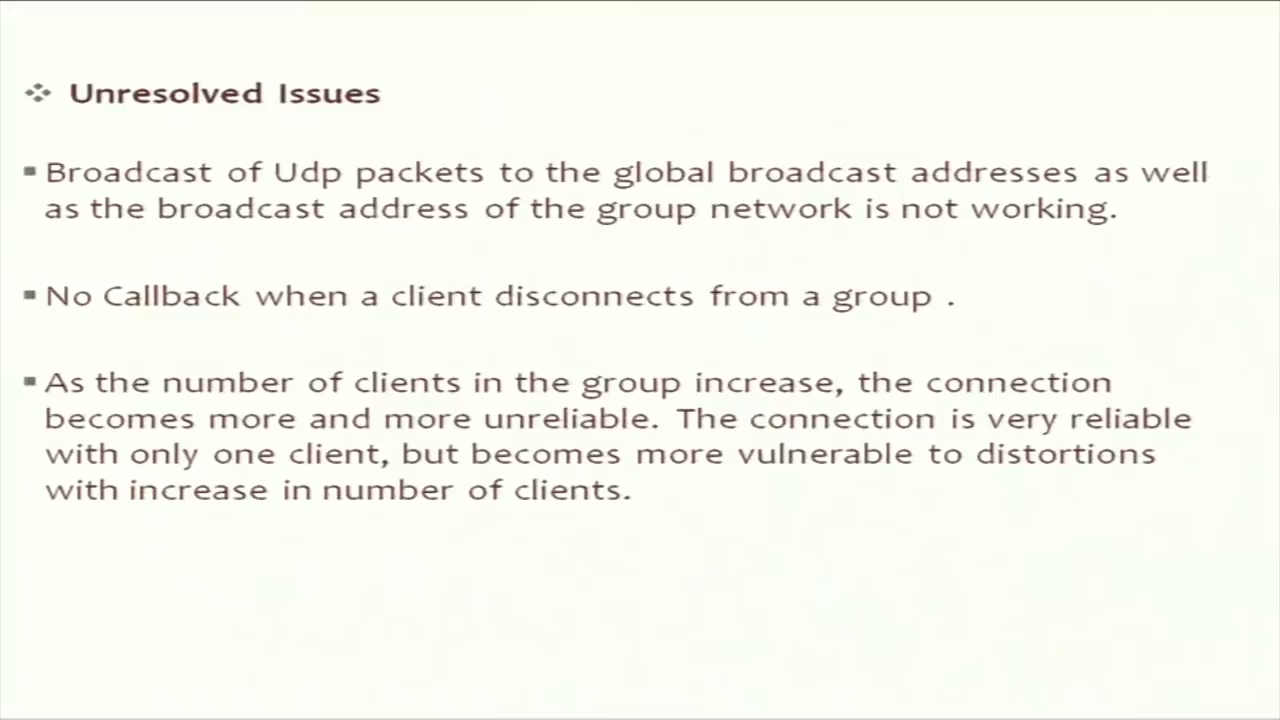 Unresolved Issues
Broadcast of Udp packets to the global broadcast addresses as well
as the broadcast address of the group network is not working.
No Callback when a client disconnects from a group .
As the number of clients in the group increase, the connection
becomes more and more unreliable. The connection is very reliable
with only one client, but becomes more vulnerable to distortions
with increase in number of clients.